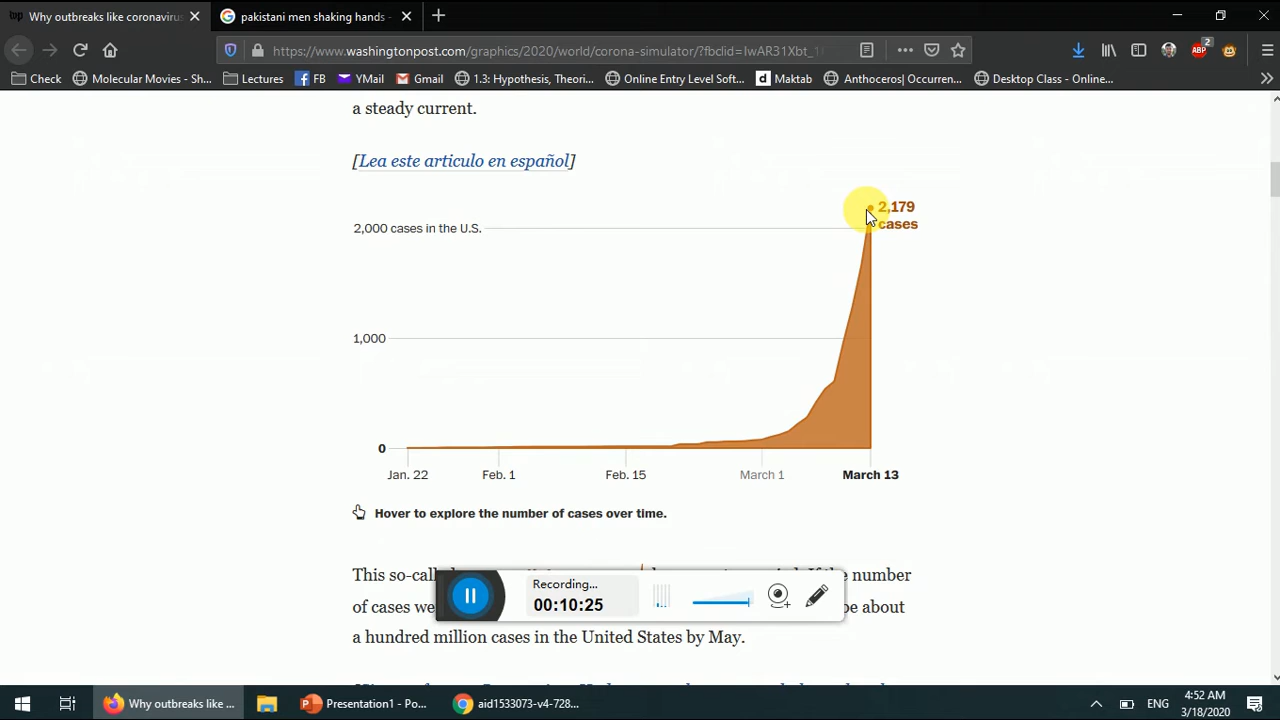 Why outbreaks like coronavirus
pakistani men shaking hands -
https://www.washingtonpost.com/graphics/2020/world/corona-simulator/?fbclid=IwAR31Xbt_
ABP
2
Check
Molecular Movies - Sh...
Lectures
FB
YMail
Gmail
1.3: Hypothesis, Theori...
Online Entry Level Soft...
d Maktab
Anthoceros| Occurren...
Desktop Class - Online...
a steady current.
[Lea este articulo en español]
2,179
cases
2,000 cases in the U.S.
1,000
0
Jan. 22
Feb. 1
Feb. 15
March 1
March 13
Hover to explore the number of cases over time.
This so-call
If the number
of cases we
be about
a hundred million cases in the United States by May.
Recording...
00:10:25
Why outbreaks like ...
Presentation1 - Po...
aid1533073-v4-728...
ENG
4:52 AM
3/18/2020